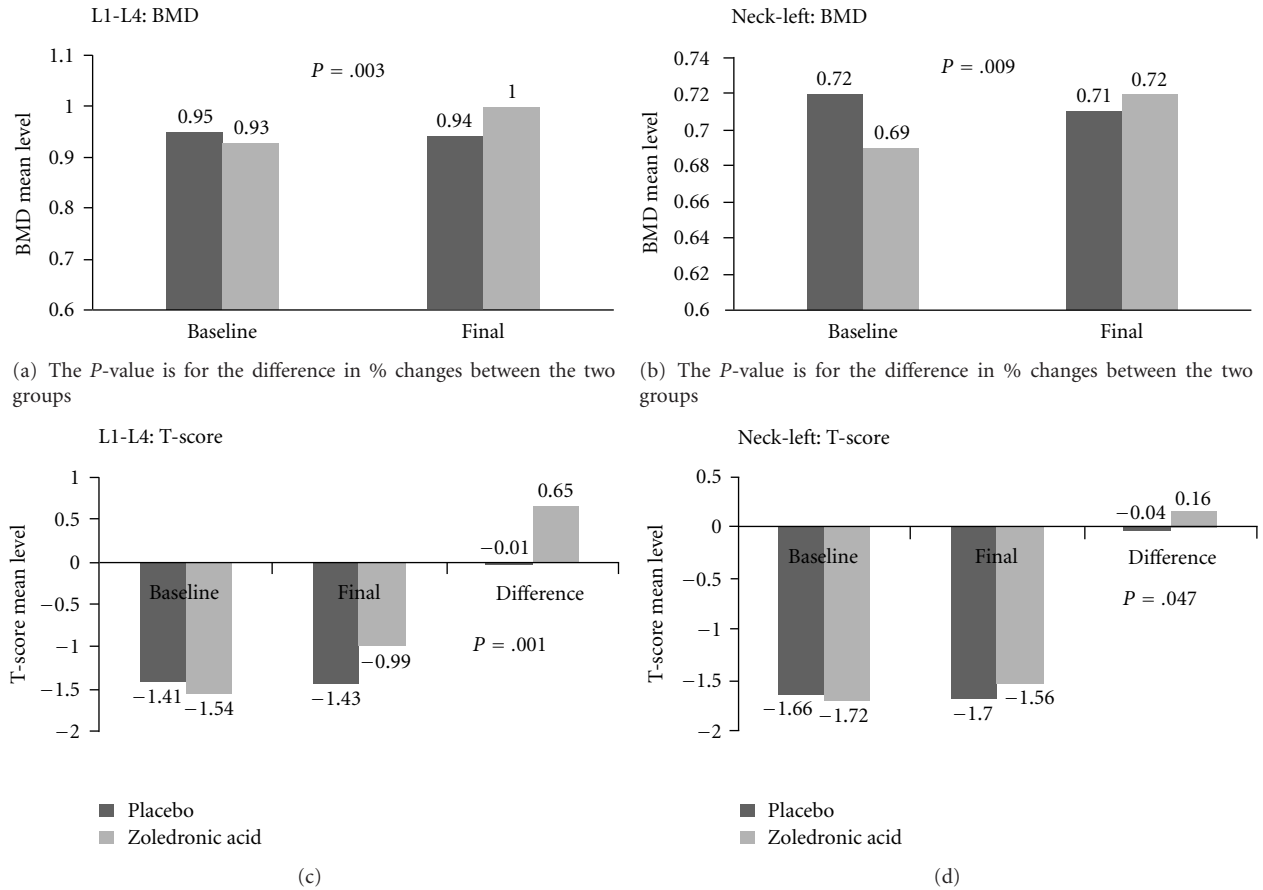 L1-L4: BMD
1.1
1
0.9
0.8
0.7
0.6
BMD mean level
P = .003
0.95
0.93
0.94
1
Baseline
Final
(a) The P-value is for the difference in % changes between the two
groups
Neck-left: BMD
0.74
0.72
0.7
0.68
0.66
0.64
0.62
0.6
BMD mean level
P = .009
0.72
0.69
0.71
0.72
Baseline
Final
(b) The P-value is for the difference in % changes between the two
groups
L1-L4: T-score
1
0.5
0
−0.5
−1
−1.5
−2
T-score mean level
0.65
−0.01
Baseline
Final
Difference
P = .001
−1.41
−1.54
−1.43
−0.99
Placebo
Zoledronic acid
(c)
Neck-left: T-score
0.5
0
−0.5
−1
−1.5
−2
T-score mean level
−0.04
0.16
Baseline
Final
Difference
P = .047
−1.66
−1.72
−1.7
−1.56
Placebo
Zoledronic acid
(d)